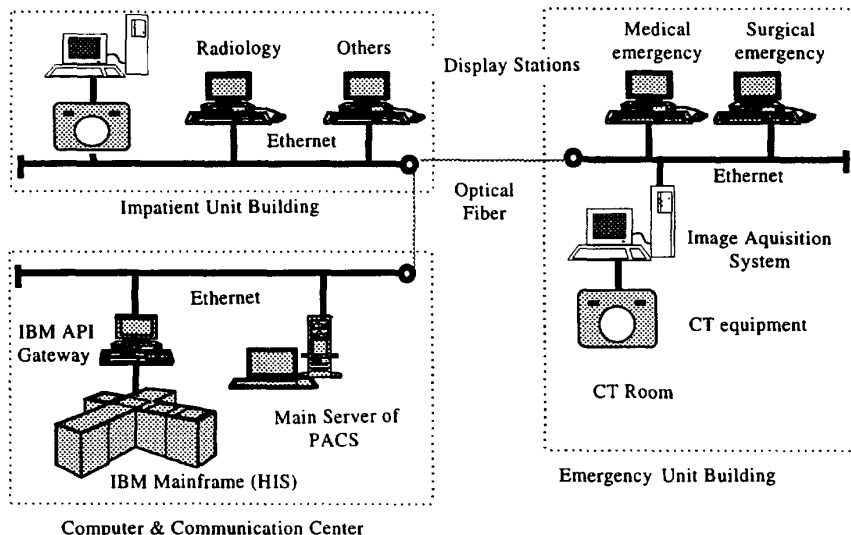 Radiology
Others
Ethernet
Impatient Unit Building
Display Stations
Optical
Fiber
Medical
emergency
Surgical
emergency
Ethernet
Image Aquisition
System
CT equipment
CT Room
Emergency Unit Building
Ethernet
IBM API
Gateway
Main Server of
PACS
IBM Mainframe (HIS)
Computer & Communication Center